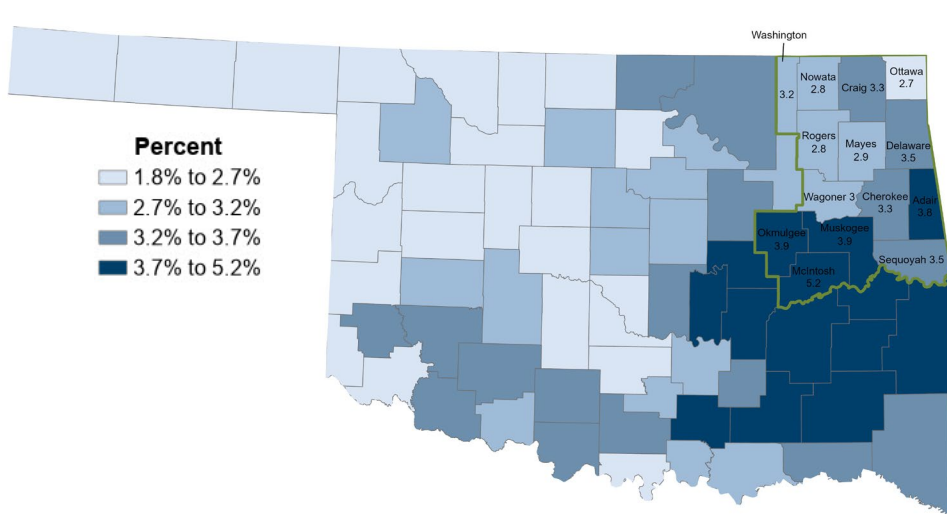 Washington
3.2
Nowata
2.8
Craig 3.3
Ottawa
2.7
Percent
1.8% to 2.7%
2.7% to 3.2%
3.2% to 3.7%
3.7% to 5.2%
Rogers
2.8
Mayes
2.9
Delaware
3.5
Wagoner 3
Cherokee
3.3
Adair
3.8
Okmulgee
3.9
Muskogee
3.9
McIntosh
5.2
Sequoyah 3.5